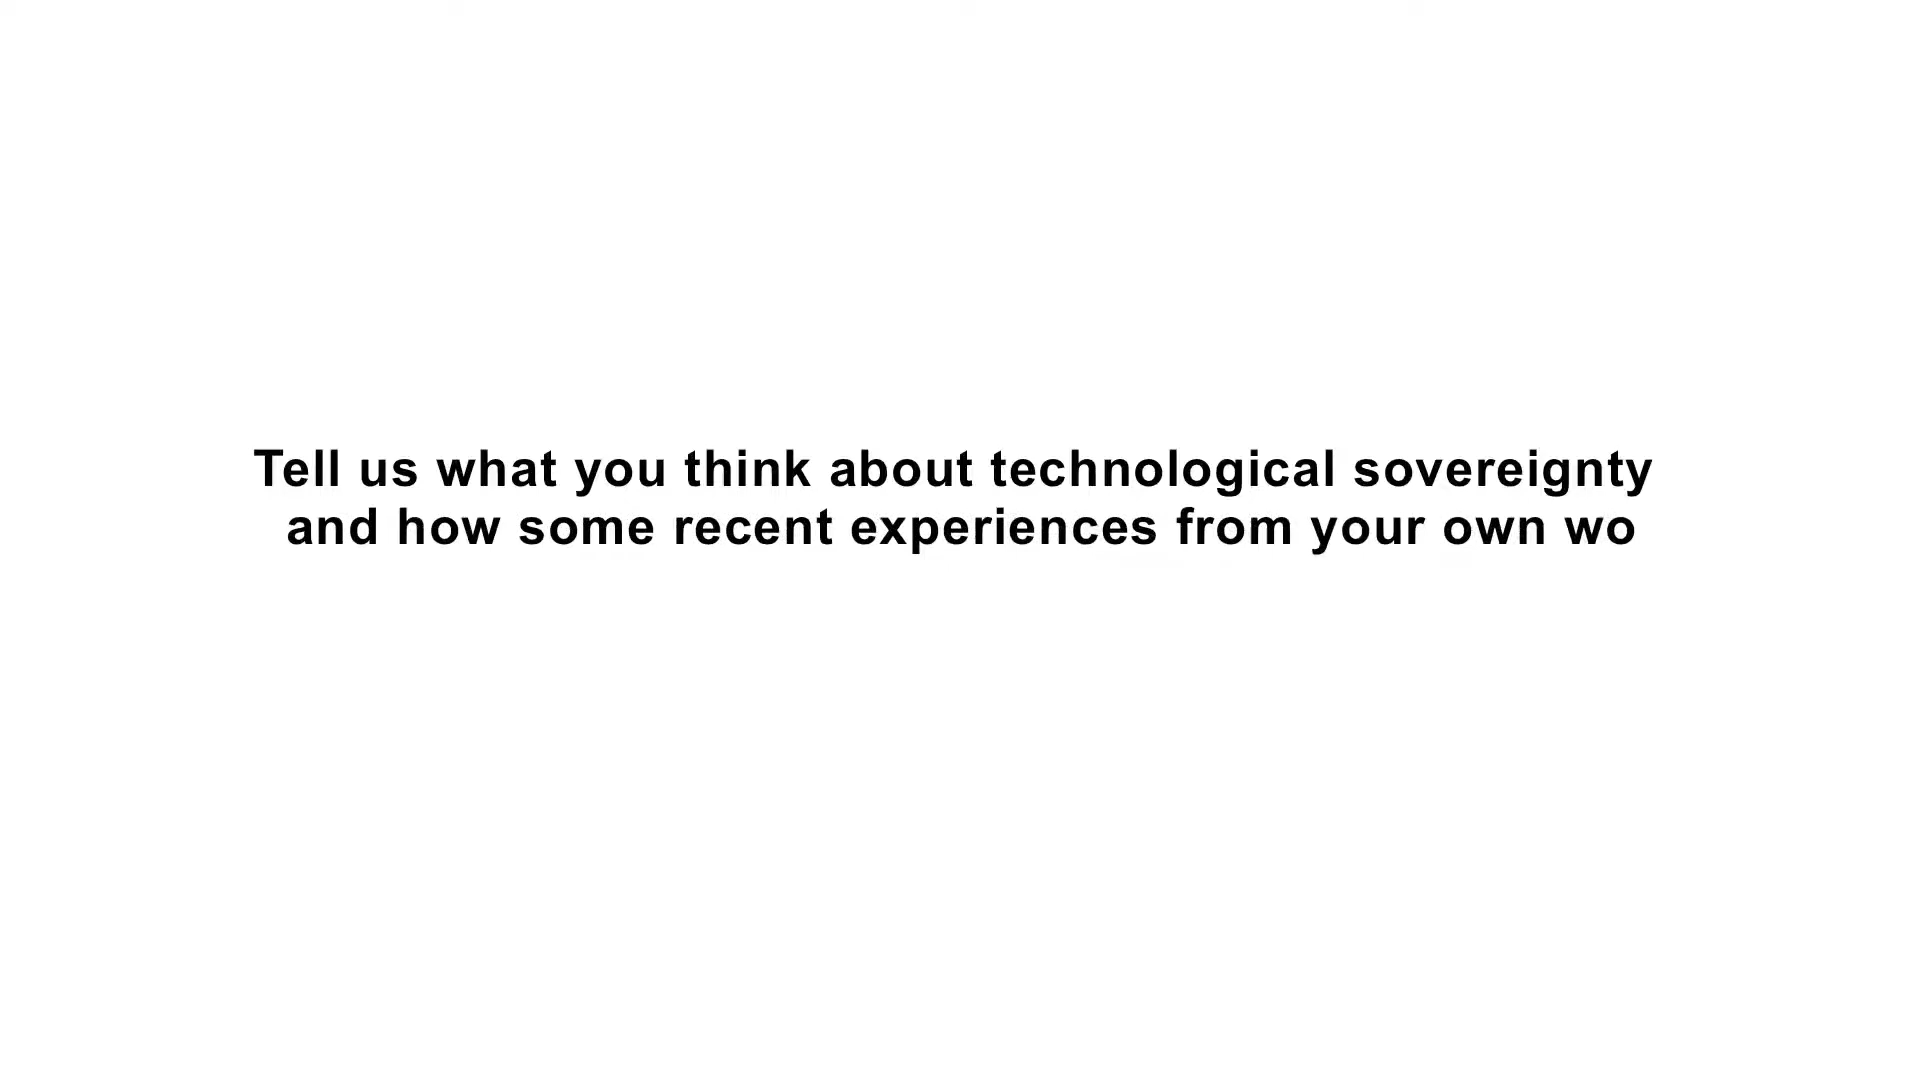 Tell us what you think about technological sovereignty
and how some recent experiences from your own wo